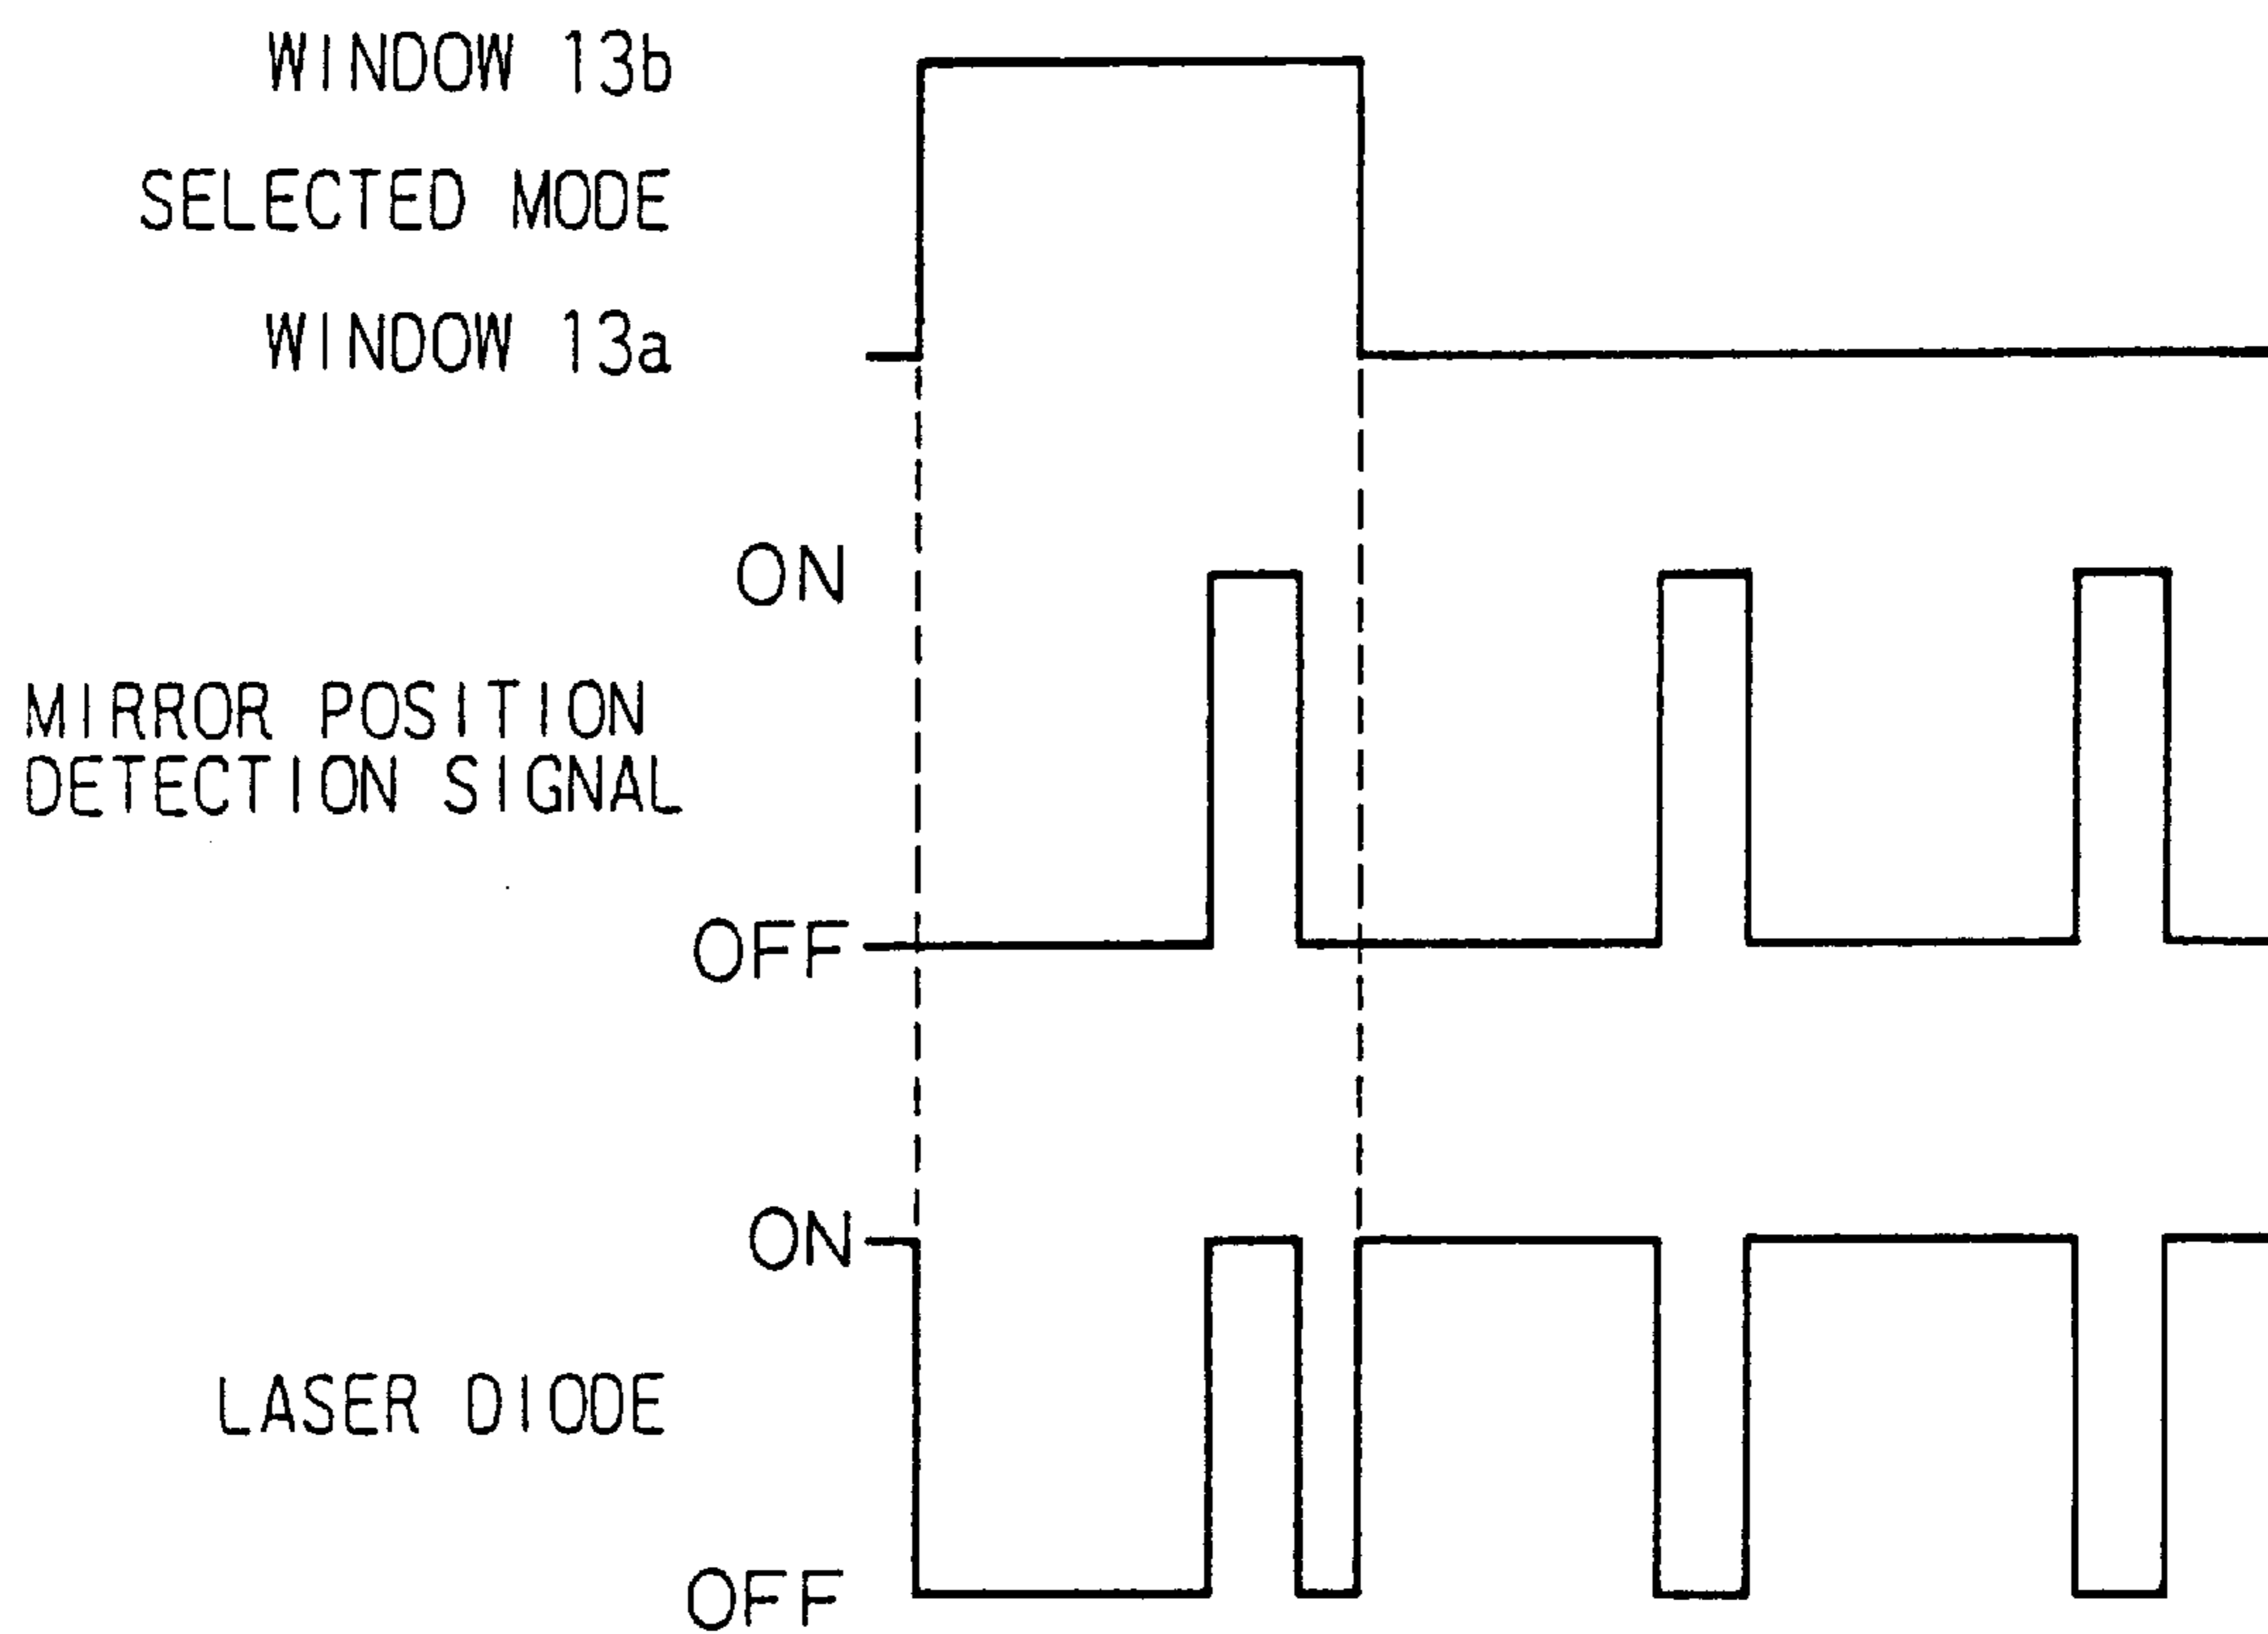 WINDOW 13b
SELECTED MODE
WINDOW 13a
ON
MIRROR POSITION
DETECTION SIGNAL
OFF
ON
LASER DIODE
OFF